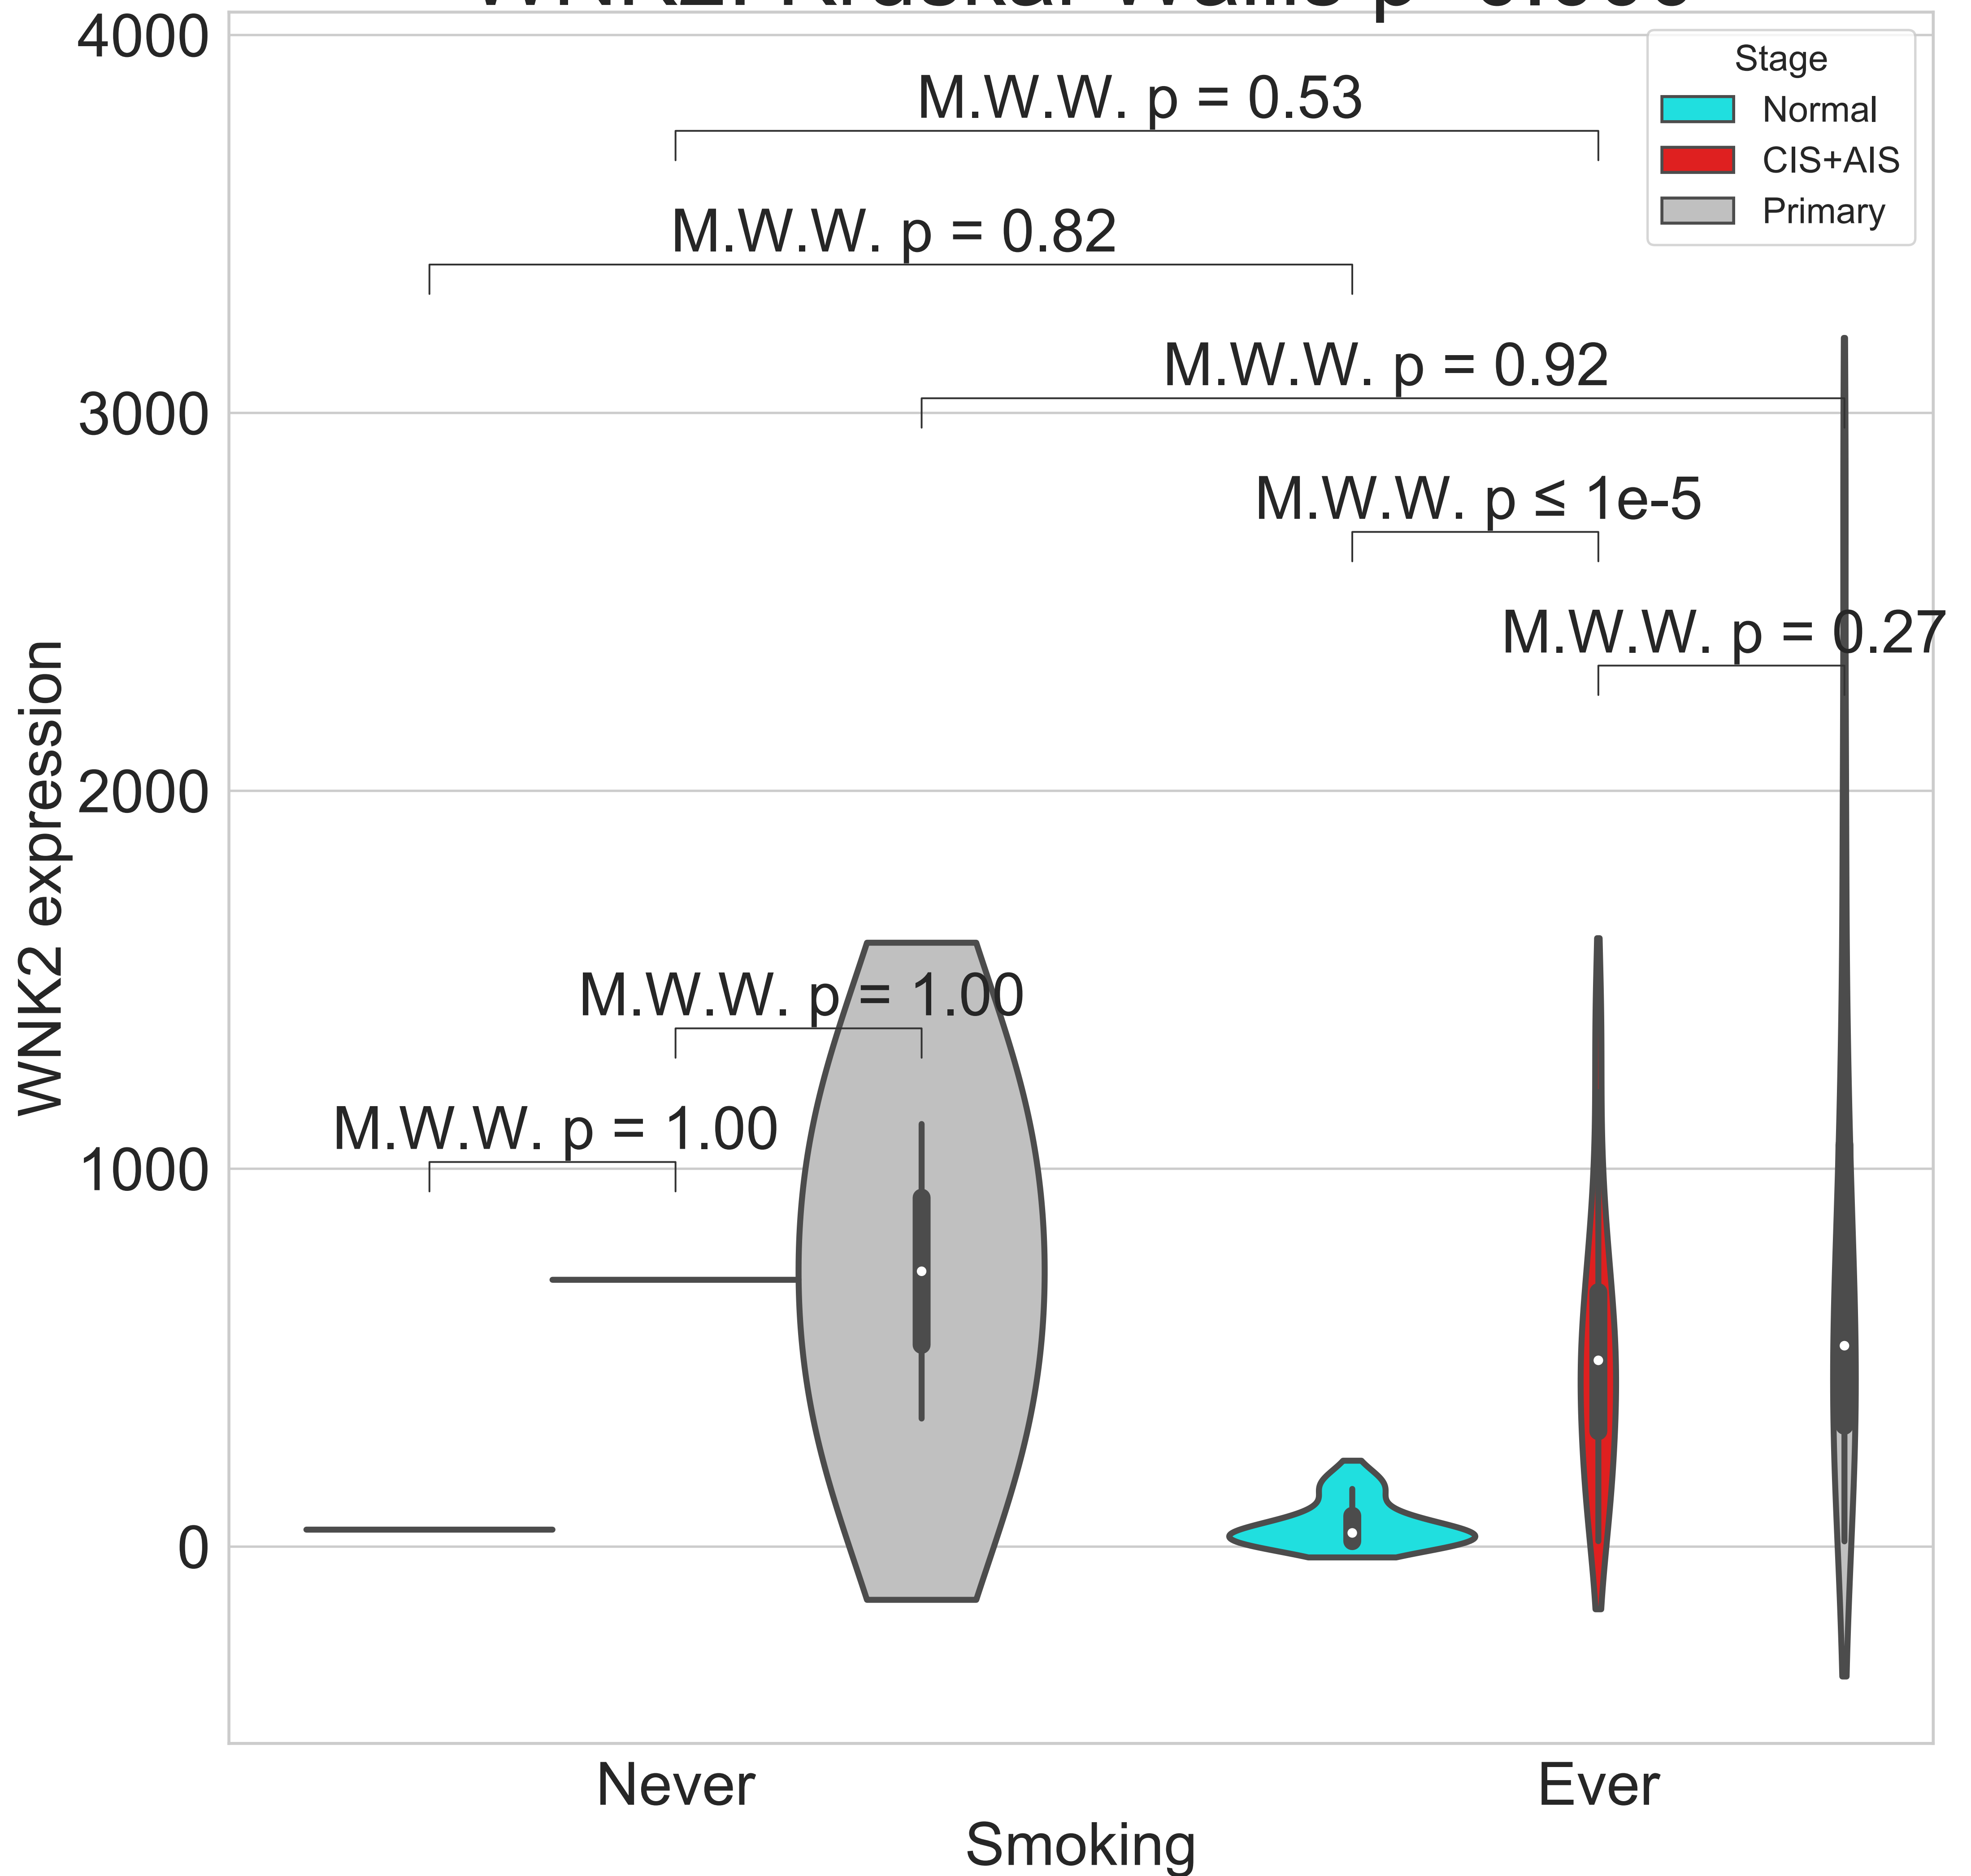 4000
3000
2000
1000
0
WNK2 expression
M.W.W. p = 0.53
M.W.W. p = 0.82
M.W.W. p = 0.92
M.W.W. p ≤ 1e-5
M.W.W. p = 0.27
M.W.W. p = 1.00
M.W.W. p = 1.00
Stage
Normal
CIS+AIS
Primary
Never
Ever
Smoking